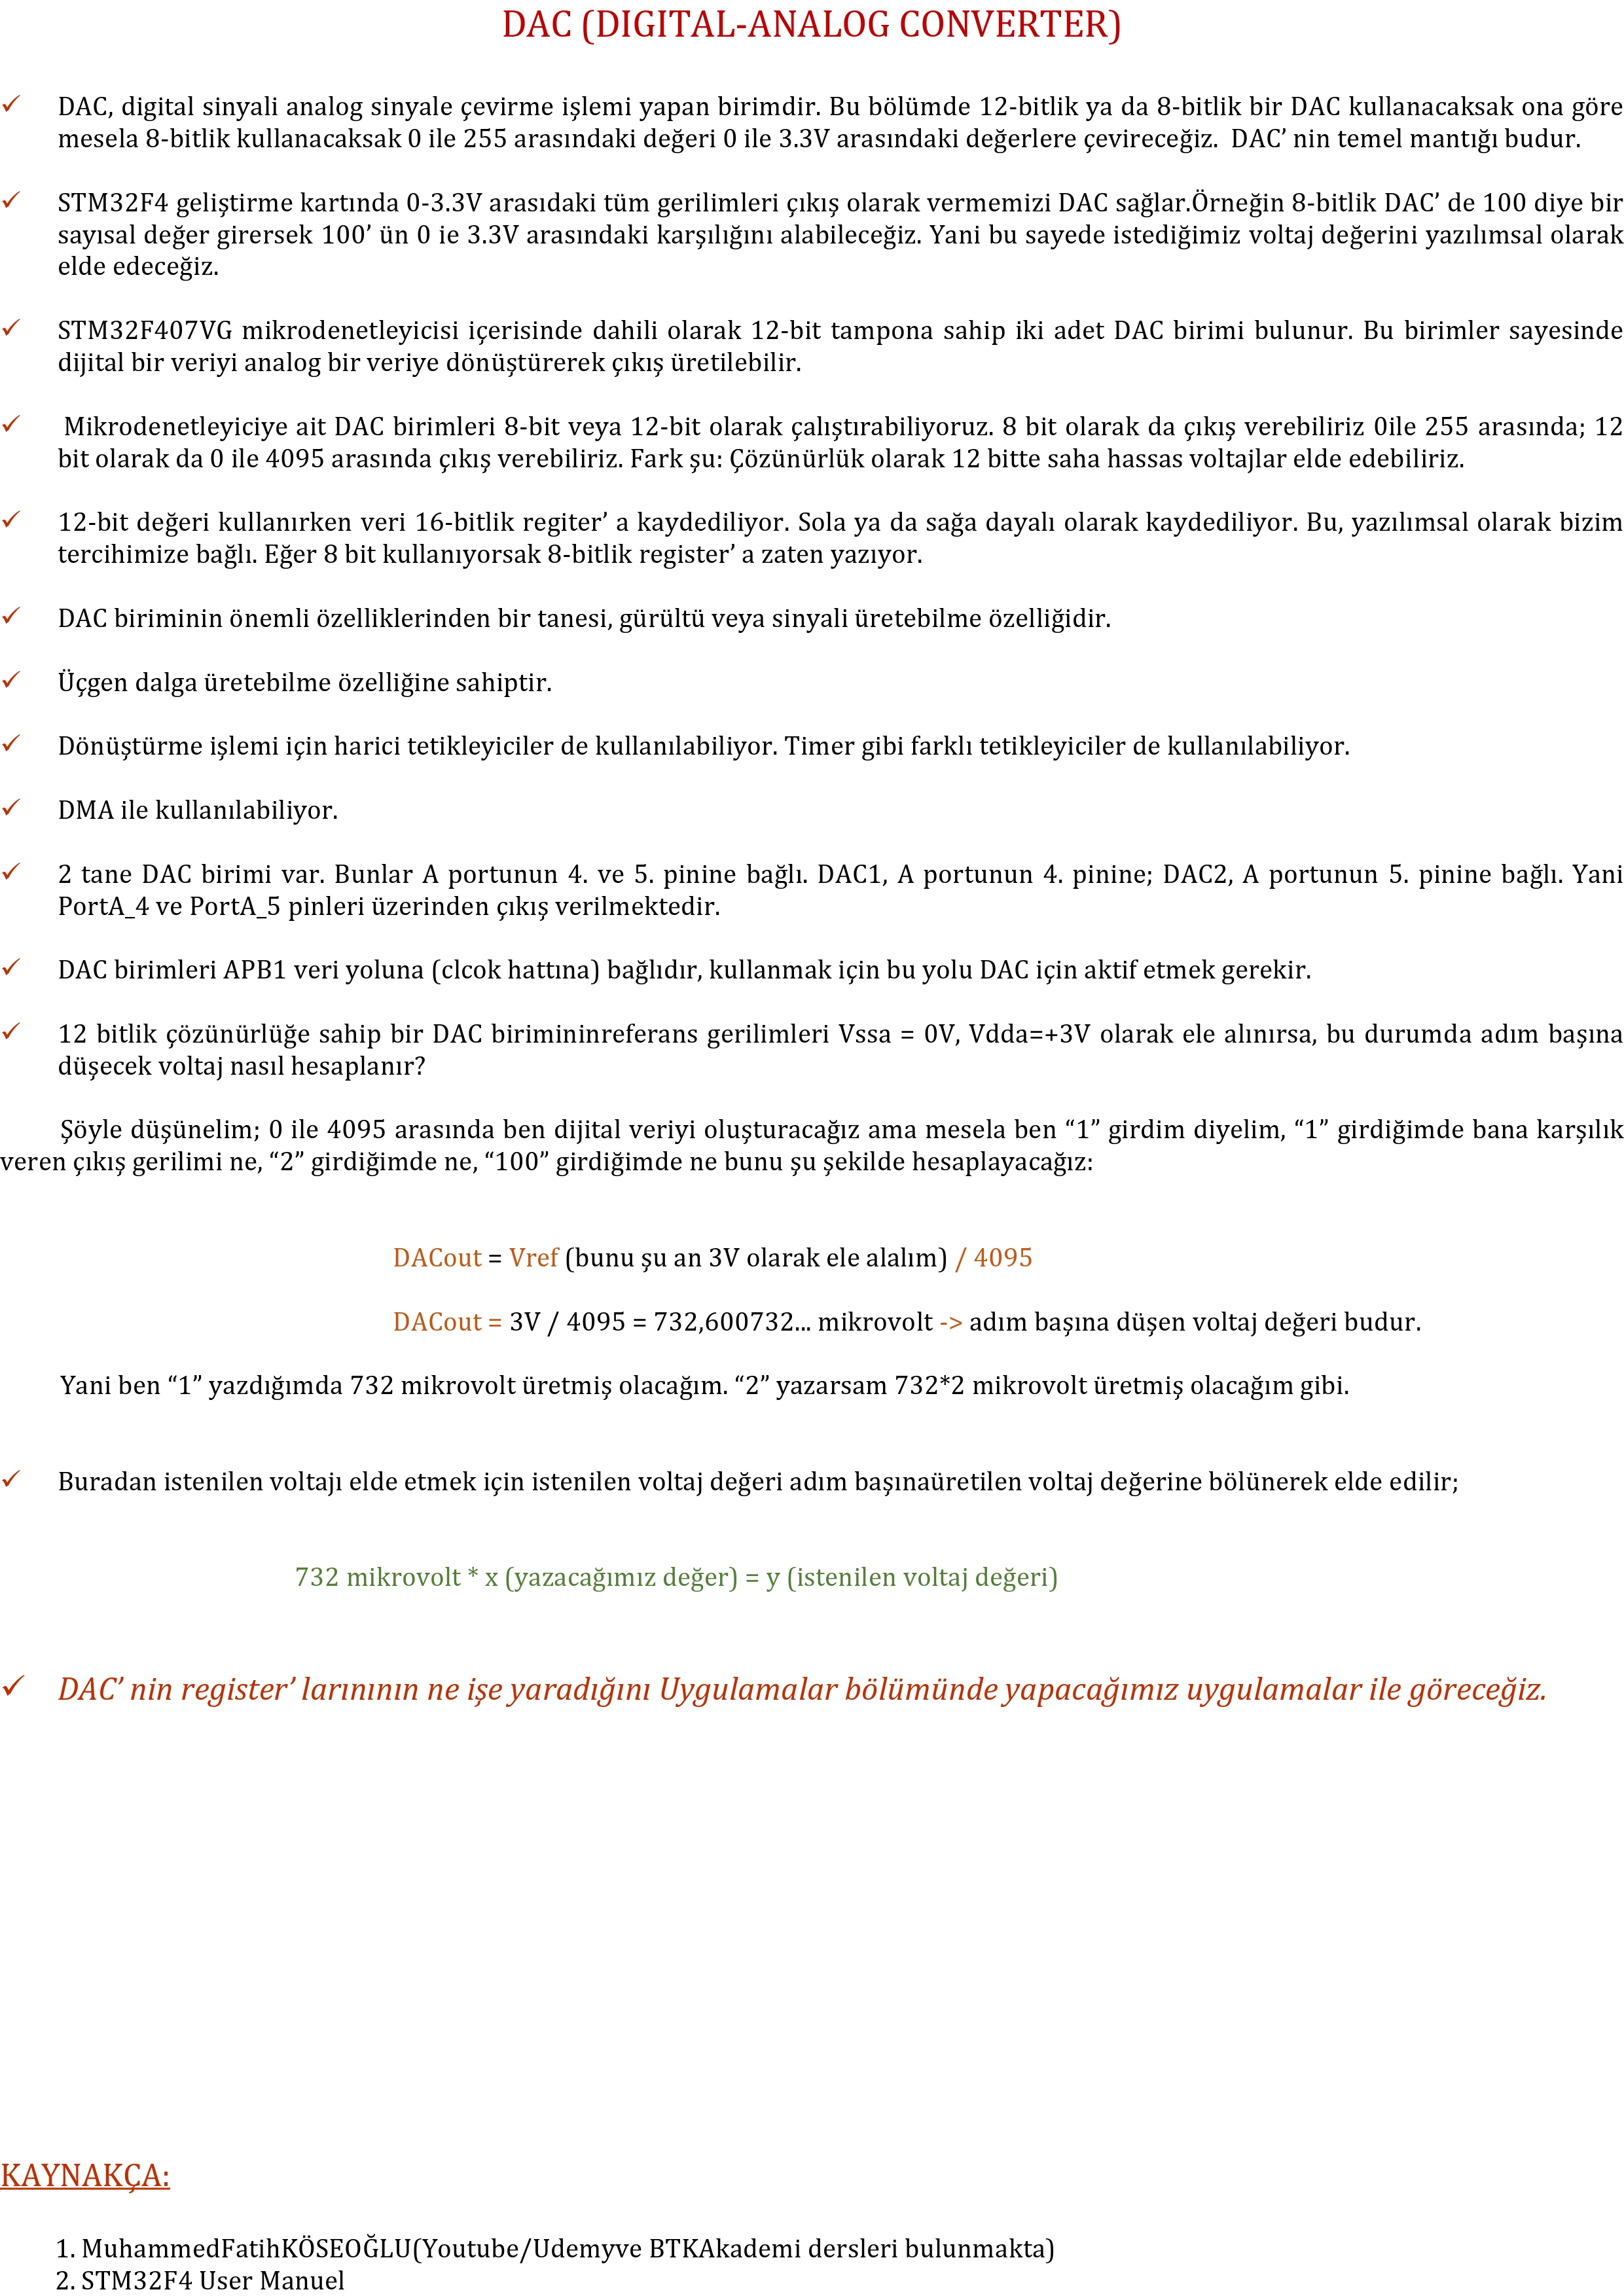 DAC (DIGITAL-ANALOG CONVERTER)
✓ DAC, digital sinyali analog sinyale çevirme işlemi yapan birimdir. Bu bölümde 12-bitlik ya da 8-bitlik bir DAC kullanacaksak ona göre
mesela 8-bitlik kullanacaksak 0 ile 255 arasındaki değeri 0 ile 3.3V arasındaki değerlere çevireceğiz. DAC’ nin temel mantığı budur.
✓ STM32F4 geliştirme kartında 0-3.3V arasıdaki tüm gerilimleri çıkış olarak vermemizi DAC sağlar.Örneğin 8-bitlik DAC’ de 100 diye bir
sayısal değer girersek 100’ ün 0 ie 3.3V arasındaki karşılığını alabileceğiz. Yani bu sayede istediğimiz voltaj değerini yazılımsal olarak
elde edeceğiz.
✓ STM32F407VG mikrodenetleyicisi içerisinde dahili olarak 12-bit tampona sahip iki adet DAC birimi bulunur. Bu birimler sayesinde
dijital bir veriyi analog bir veriye dönüştürerek çıkış üretilebilir.
✓ Mikrodenetleyiciye ait DAC birimleri 8-bit veya 12-bit olarak çalıştırabiliyoruz. 8 bit olarak da çıkış verebiliriz 0ile 255 arasında; 12
bit olarak da 0 ile 4095 arasında çıkış verebiliriz. Fark şu: Çözünürlük olarak 12 bitte saha hassas voltajlar elde edebiliriz.
✓ 12-bit değeri kullanırken veri 16-bitlik regiter’ a kaydediliyor. Sola ya da sağa dayalı olarak kaydediliyor. Bu, yazılımsal olarak bizim
tercihimize bağlı. Eğer 8 bit kullanıyorsak 8-bitlik register’ a zaten yazıyor.
✓ DAC biriminin önemli özelliklerinden bir tanesi, gürültü veya sinyali üretebilme özelliğidir.
✓ Üçgen dalga üretebilme özelliğine sahiptir.
✓ Dönüştürme işlemi için harici tetikleyiciler de kullanılabiliyor. Timer gibi farklı tetikleyiciler de kullanılabiliyor.
✓ DMA ile kullanılabiliyor.
✓ 2 tane DAC birimi var. Bunlar A portunun 4. ve 5. pinine bağlı. DAC1, A portunun 4. pinine; DAC2, A portunun 5. pinine bağlı. Yani
PortA_4 ve PortA_5 pinleri üzerinden çıkış verilmektedir.
✓ DAC birimleri APB1 veri yoluna (clcok hattına) bağlıdır, kullanmak için bu yolu DAC için aktif etmek gerekir.
✓ 12 bitlik çözünürlüğe sahip bir DAC birimininreferans gerilimleri Vssa = 0V, Vdda=+3V olarak ele alınırsa, bu durumda adım başına
düşecek voltaj nasıl hesaplanır?
Şöyle düşünelim; 0 ile 4095 arasında ben dijital veriyi oluşturacağız ama mesela ben “1” girdim diyelim, “1” girdiğimde bana karşılık
veren çıkış gerilimi ne, “2” girdiğimde ne, “100” girdiğimde ne bunu şu şekilde hesaplayacağız:
DACout = Vref (bunu şu an 3V olarak ele alalım) / 4095
DACout = 3V / 4095 = 732,600732... mikrovolt -> adım başına düşen voltaj değeri budur.
Yani ben “1” yazdığımda 732 mikrovolt üretmiş olacağım. “2” yazarsam 732*2 mikrovolt üretmiş olacağım gibi.
✓ Buradan istenilen voltajı elde etmek için istenilen voltaj değeri adım başınaüretilen voltaj değerine bölünerek elde edilir;
732 mikrovolt * x (yazacağımız değer) = y (istenilen voltaj değeri)
✓ DAC’ nin register’ larınının ne işe yaradığını Uygulamalar bölümünde yapacağımız uygulamalar ile göreceğiz.
KAYNAKÇA:
1. MuhammedFatihKÖSEOĞLU(Youtube/Udemyve BTKAkademi dersleri bulunmakta)
2. STM32F4 User Manuel